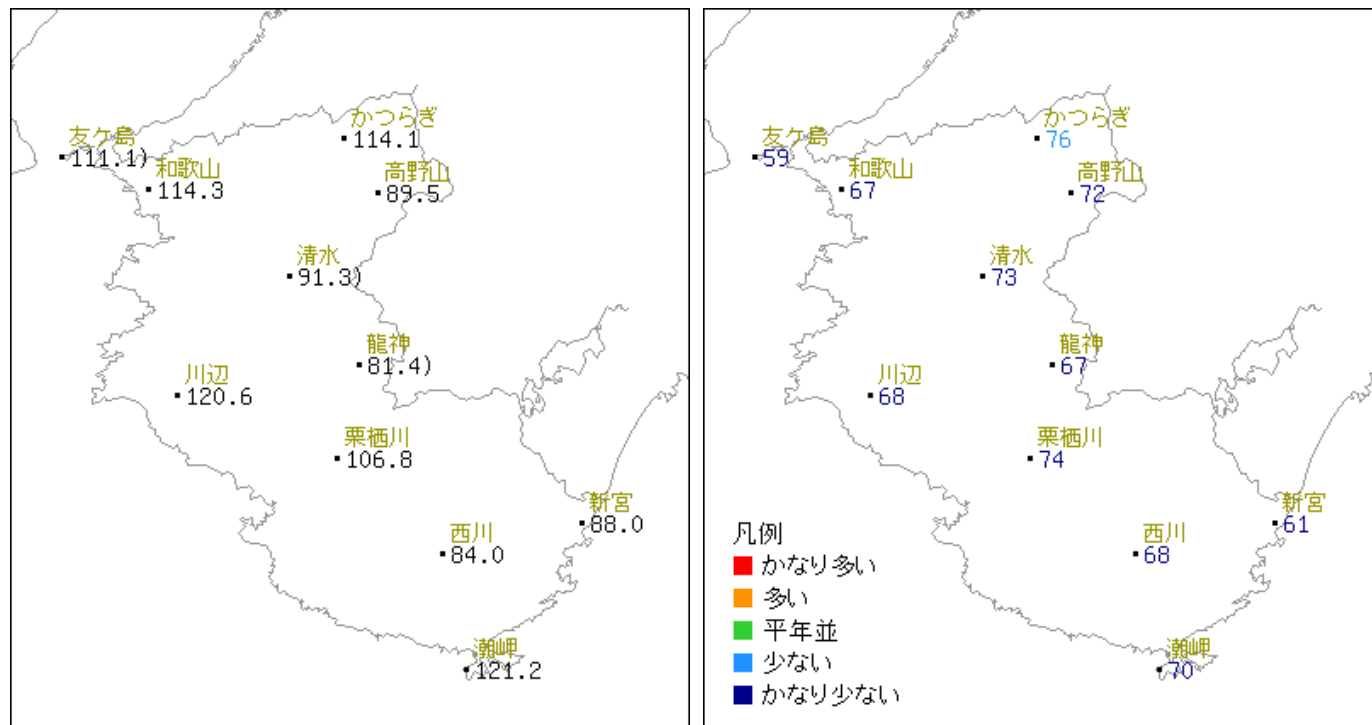 かつらぎ
114.1
友ケ島
111.1)
和歌山
114.3
高野山
89.5
清水
91.3)
龍神
81.4)
川辺
120.6
栗栖川
106.8
新宮
88.0
西川
84.0
潮岬
121.2
かつらぎ
76
友ケ島
59
和歌山
67
高野山
72
清水
73
龍神
67
川辺
68
栗栖川
74
新宮
61
西川
68
潮岬
70
凡例
かなり多い
多い
平年並
少ない
かなり少ない